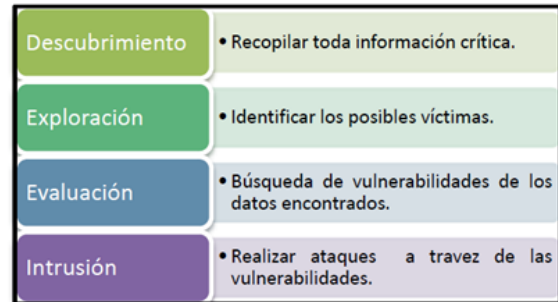 Descubrimiento
• Recopilar toda información crítica.
Exploración
• Identificar los posibles víctimas.
Evaluación
• Búsqueda de vulnerabilidades de los
datos encontrados.
Intrusión
• Realizar ataques a travez de las
vulnerabilidades.